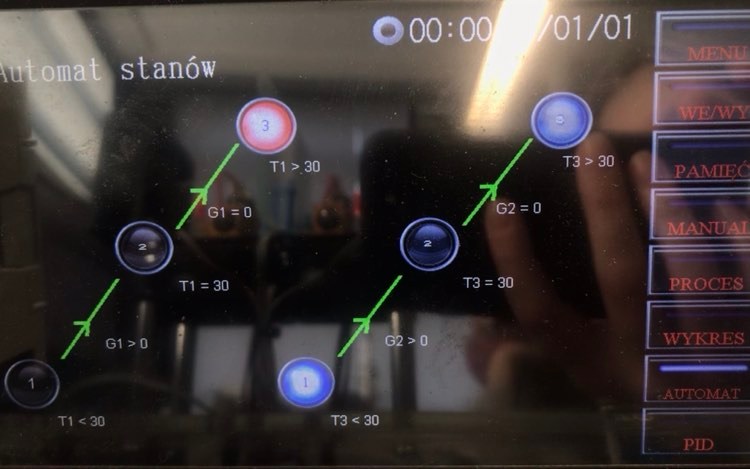 00:00 /01/01
Automat stanów
3
T1 > 30
G1 = 0
2
T1 = 30
G1 > 0
1
T1 < 30
3
T3 > 30
G2 = 0
2
T3 = 30
G2 > 0
1
T3 < 30
MENU
WE/WY
PAMIEC
MANUAL
PROCES
WYKRES
AUTOMAT
PID